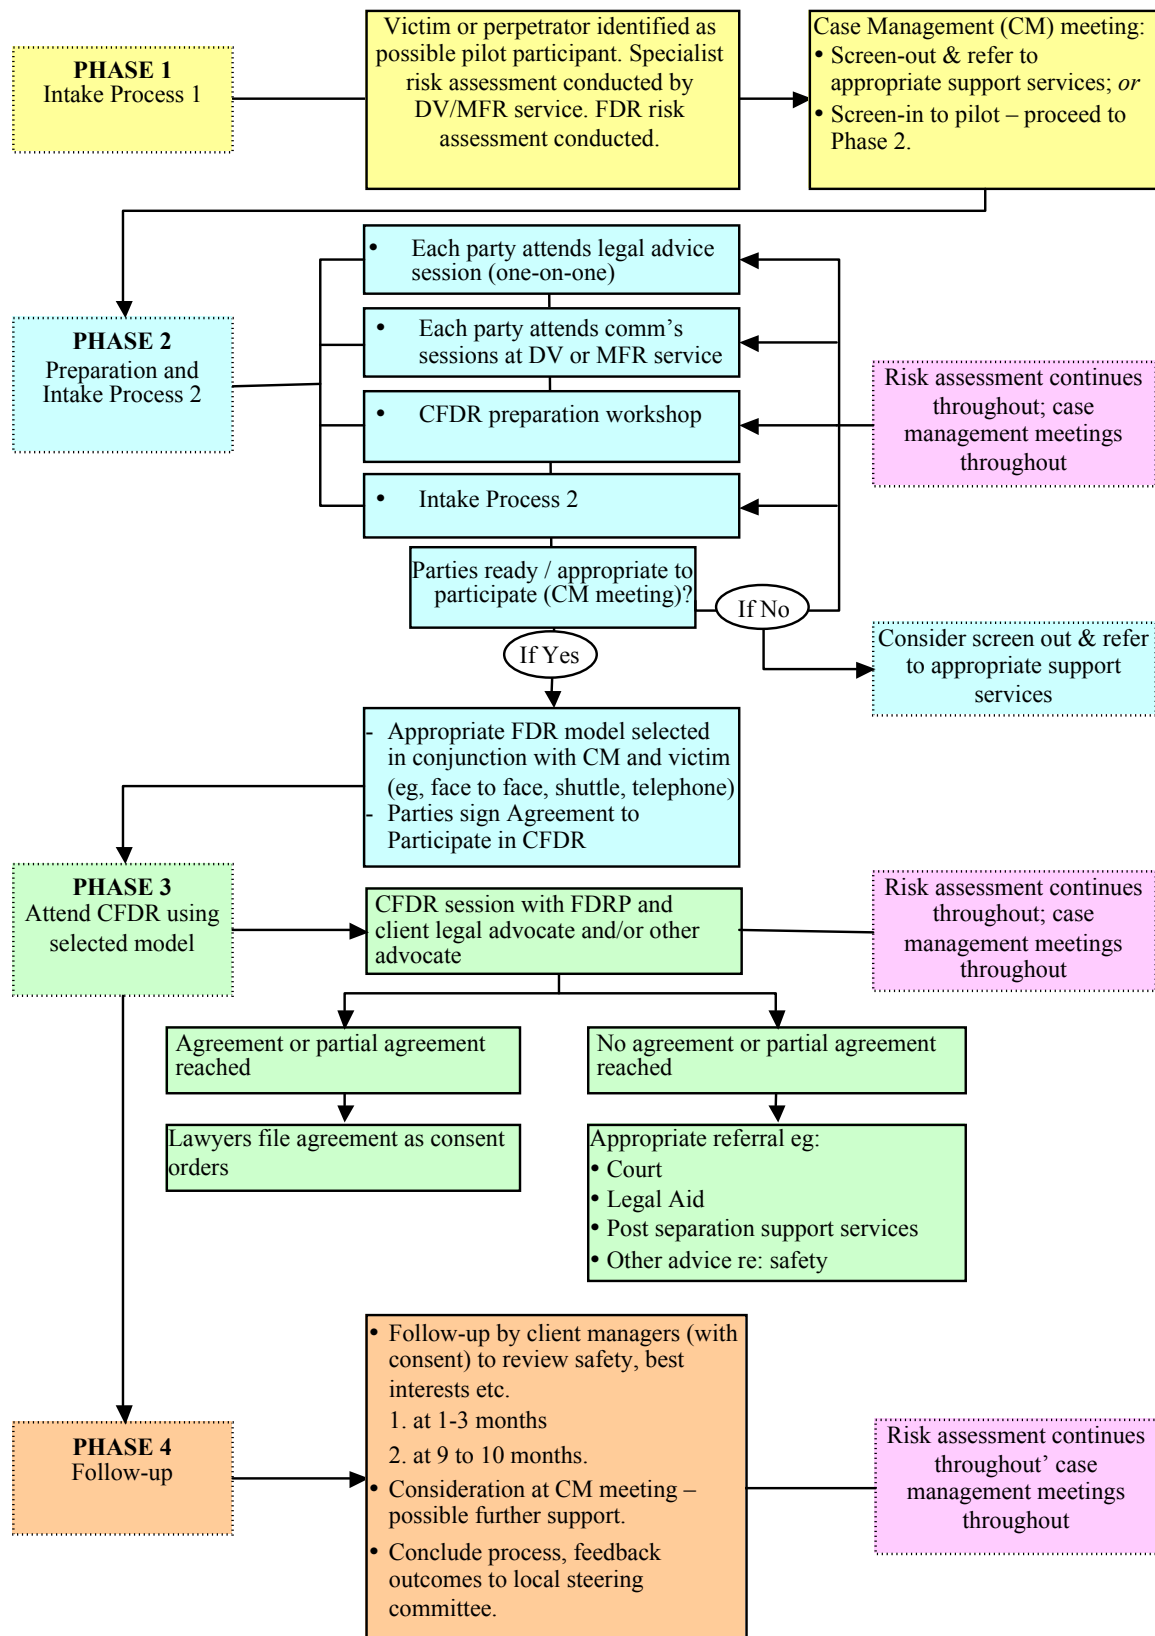 PHASE 1
Intake Process 1
Victim or perpetrator identified as
possible pilot participant. Specialist
risk assessment conducted by
DV/MFR service. FDR risk
assessment conducted.
Case Management (CM) meeting:
• Screen-out & refer to
appropriate support services; or
• Screen-in to pilot – proceed to
Phase 2.
PHASE 2
Preparation and
Intake Process 2
• Each party attends legal advice
session (one-on-one)
• Each party attends comm’s
sessions at DV or MFR service
• CFDR preparation workshop
• Intake Process 2
Risk assessment continues
throughout; case
management meetings
throughout
Parties ready / appropriate to
participate (CM meeting)?
If No
If Yes
Consider screen out & refer
to appropriate support
services
- Appropriate FDR model selected
in conjunction with CM and victim
(eg, face to face, shuttle, telephone)
- Parties sign Agreement to
Participate in CFDR
PHASE 3
Attend CFDR using
selected model
CFDR session with FDRP and
client legal advocate and/or other
advocate
Risk assessment continues
throughout; case
management meetings
throughout
Agreement or partial agreement
reached
No agreement or partial agreement
reached
Lawyers file agreement as consent
orders
Appropriate referral eg:
• Court
• Legal Aid
• Post separation support services
• Other advice re: safety
PHASE 4
Follow-up
• Follow-up by client managers (with
consent) to review safety, best
interests etc.
1. at 1-3 months
2. at 9 to 10 months.
• Consideration at CM meeting –
possible further support.
• Conclude process, feedback
outcomes to local steering
committee.
Risk assessment continues
throughout’ case
management meetings
throughout